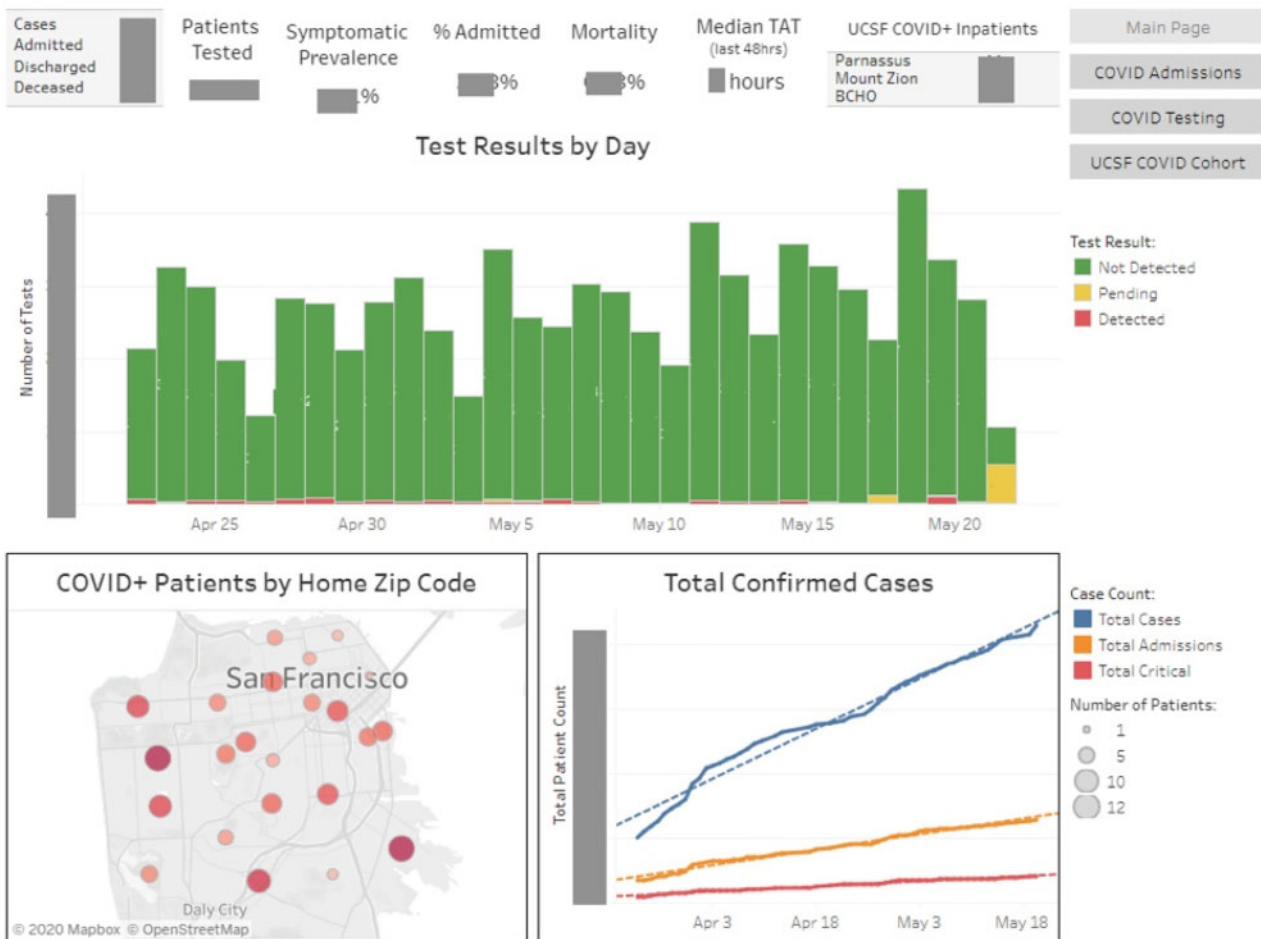 Cases
Admitted
Discharged
Deceased
Patients
Tested
Symptomatic
Prevalence
%
% Admitted
3%
Mortality
3%
Median TAT
(last 48hrs)
hours
UCSF COVID+ Inpatients
Parnassus
Mount Zion
BCHO
Main Page
COVID Admissions
COVID Testing
UCSF COVID Cohort
Test Results by Day
Number of Tests
Apr 25
Apr 30
May 5
May 10
May 15
May 20
Test Result:
Not Detected
Pending
Detected
COVID+ Patients by Home Zip Code
San Francisco
Daly City
© 2020 Mapbox © OpenStreetMap
Total Confirmed Cases
Total Patient Count
Apr 3
Apr 18
May 3
May 18
Case Count:
Total Cases
Total Admissions
Total Critical
Number of Patients:
1
5
10
12